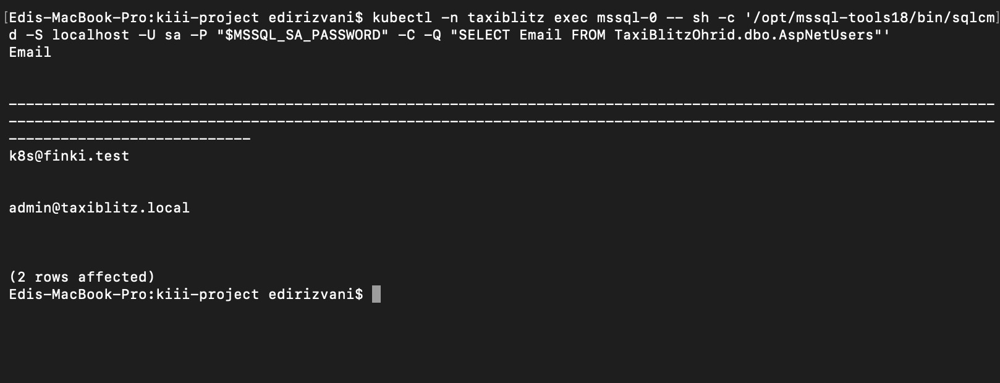 [Edis-MacBook-Pro:kiii-project edirizvani$ kubectl -n taxiblitz exec mssql-0 -- sh -c '/opt/mssql-tools18/bin/sqlcm]
d -S localhost -U sa -P "$MSSQL_SA_PASSWORD" -C -Q "SELECT Email FROM TaxiBlitzOhrid.dbo.AspNetUsers"'
Email
------------------------------------------------------------------------------------------------------------------
------------------------------------------------------------------------------------------------------------------
----------------------------
k8s@finki.test
admin@taxiblitz.local
(2 rows affected)
Edis-MacBook-Pro:kiii-project edirizvani$